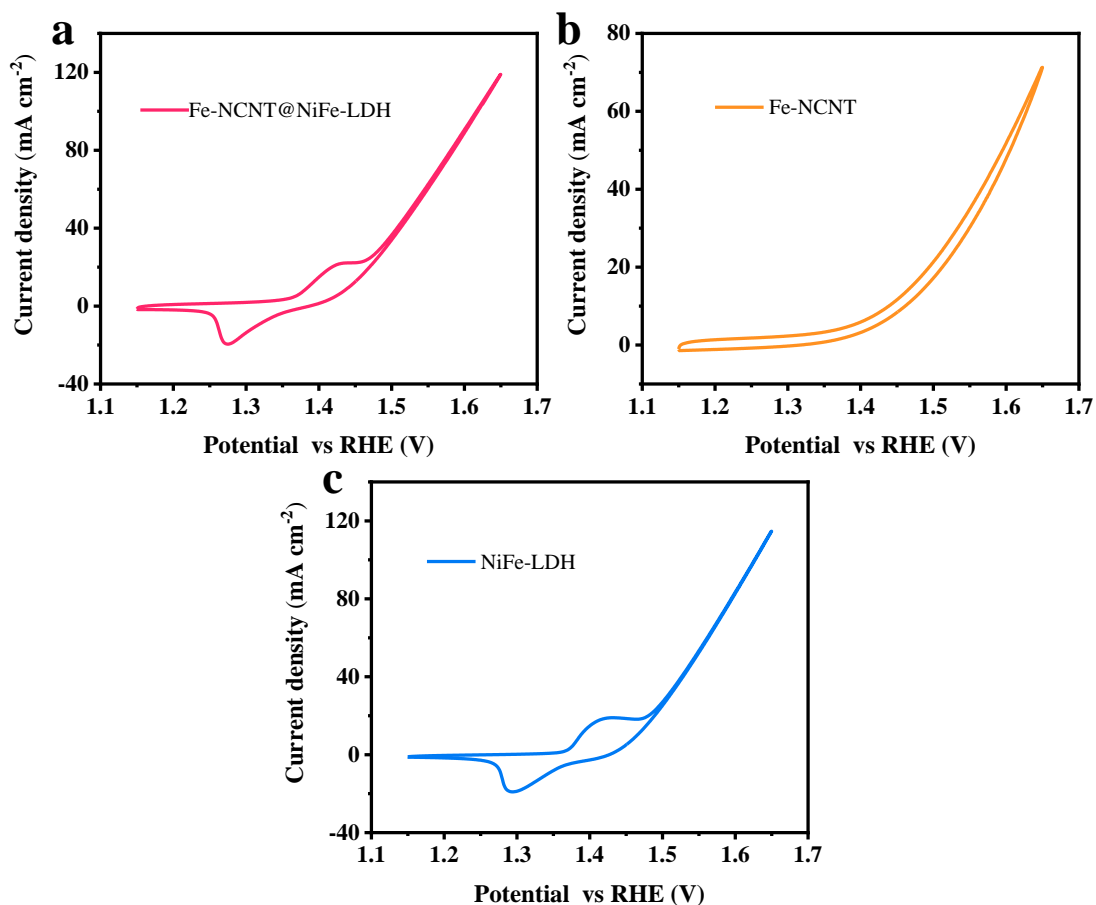 a
Current density (mA cm-2)
120
80
40
0
-40
Fe-NCNT@NiFe-LDH
1.1 1.2 1.3 1.4 1.5 1.6 1.7
Potential vs RHE (V)
b
Current density (mA cm-2)
80
60
40
20
0
Fe-NCNT
1.1 1.2 1.3 1.4 1.5 1.6 1.7
Potential vs RHE (V)
c
Current density (mA cm-2)
120
80
40
0
-40
NiFe-LDH
1.1 1.2 1.3 1.4 1.5 1.6 1.7
Potential vs RHE (V)